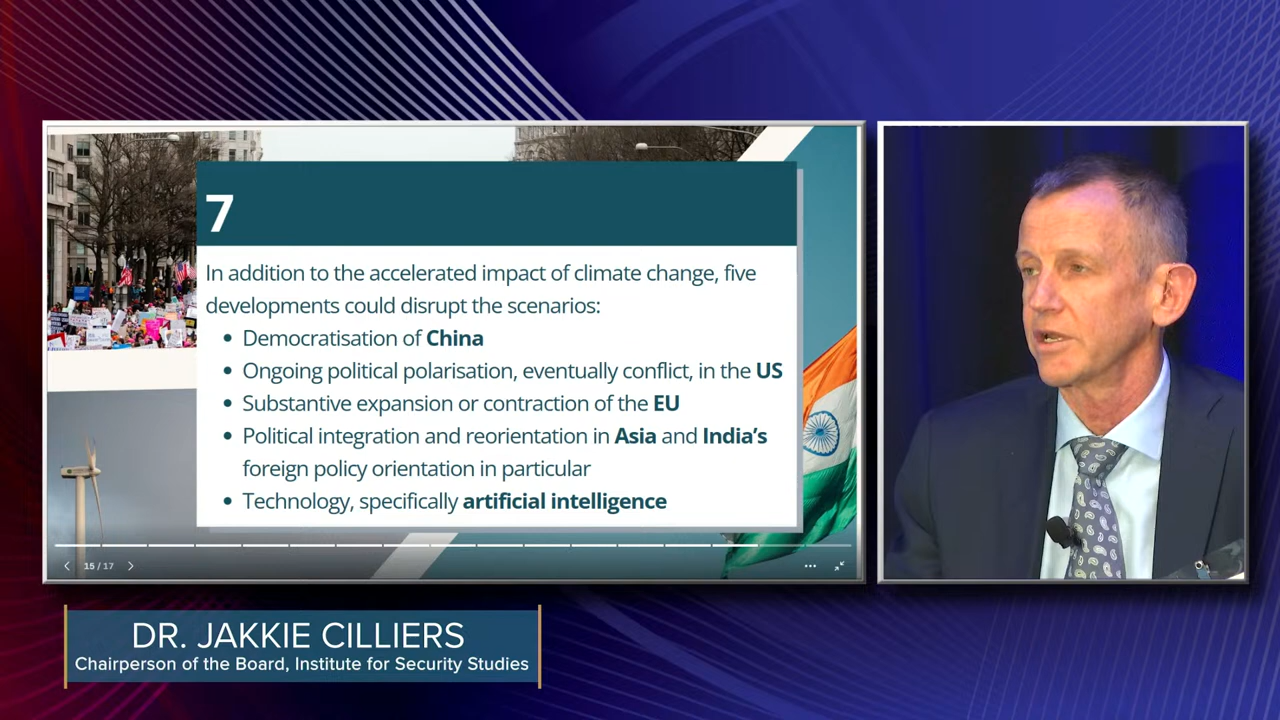 7
In addition to the accelerated impact of climate change, five
developments could disrupt the scenarios:
• Democratisation of China
• Ongoing political polarisation, eventually conflict, in the US
• Substantive expansion or contraction of the EU
• Political integration and reorientation in Asia and India's
foreign policy orientation in particular
• Technology, specifically artificial intelligence
15 / 17
DR. JAKKIE CILLIERS
Chairperson of the Board, Institute for Security Studies